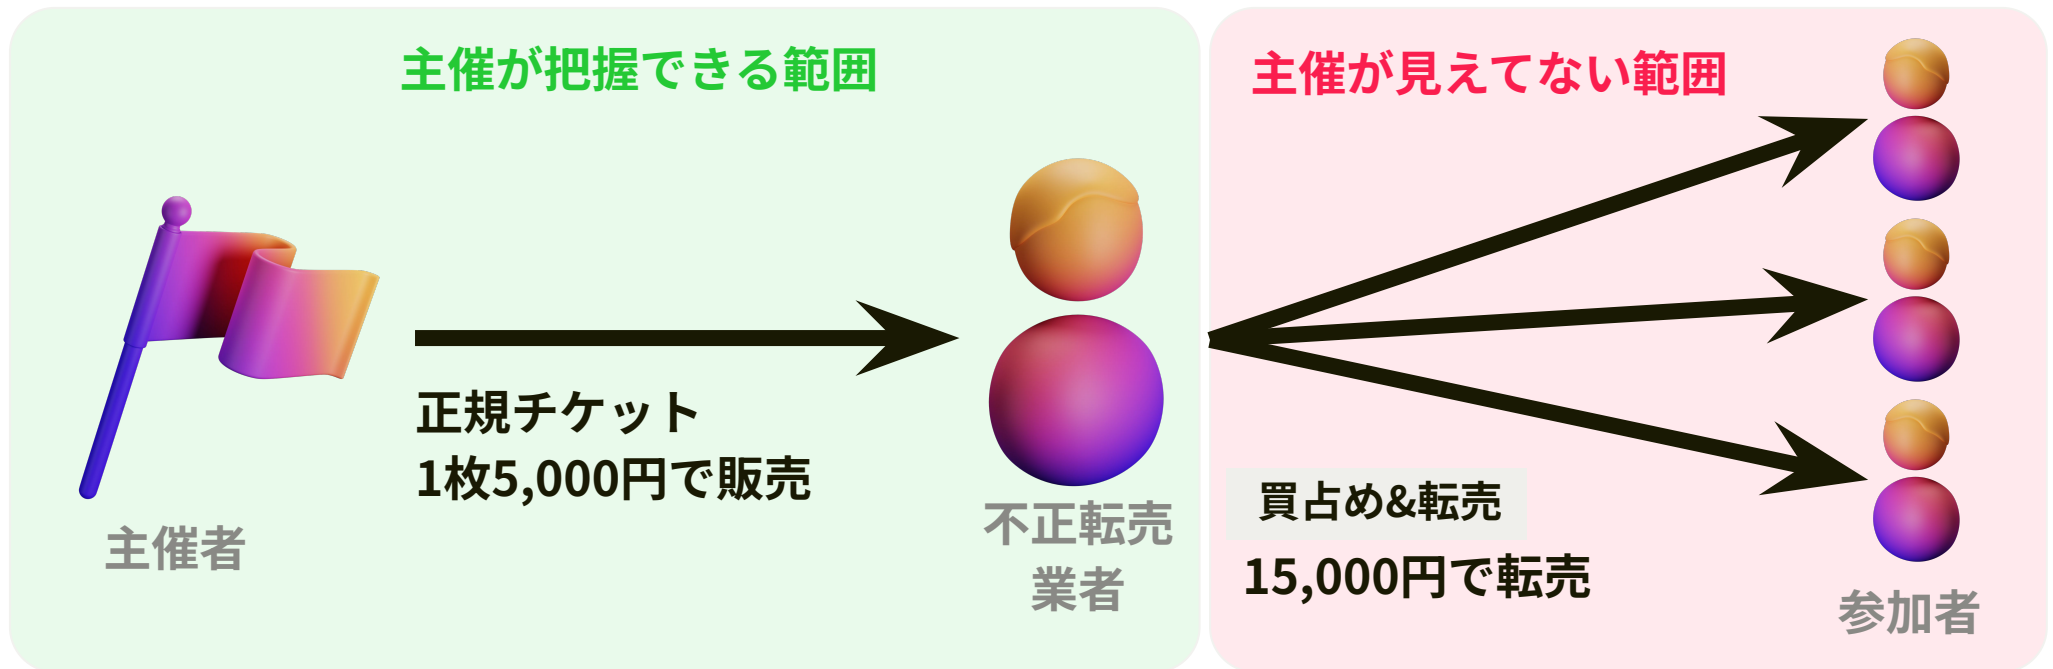 主催が把握できる範囲
主催が見えてない範囲
正規チケット
1枚5,000円で販売
主催者
不正転売
業者
買占め&転売
15,000円で転売
参加者